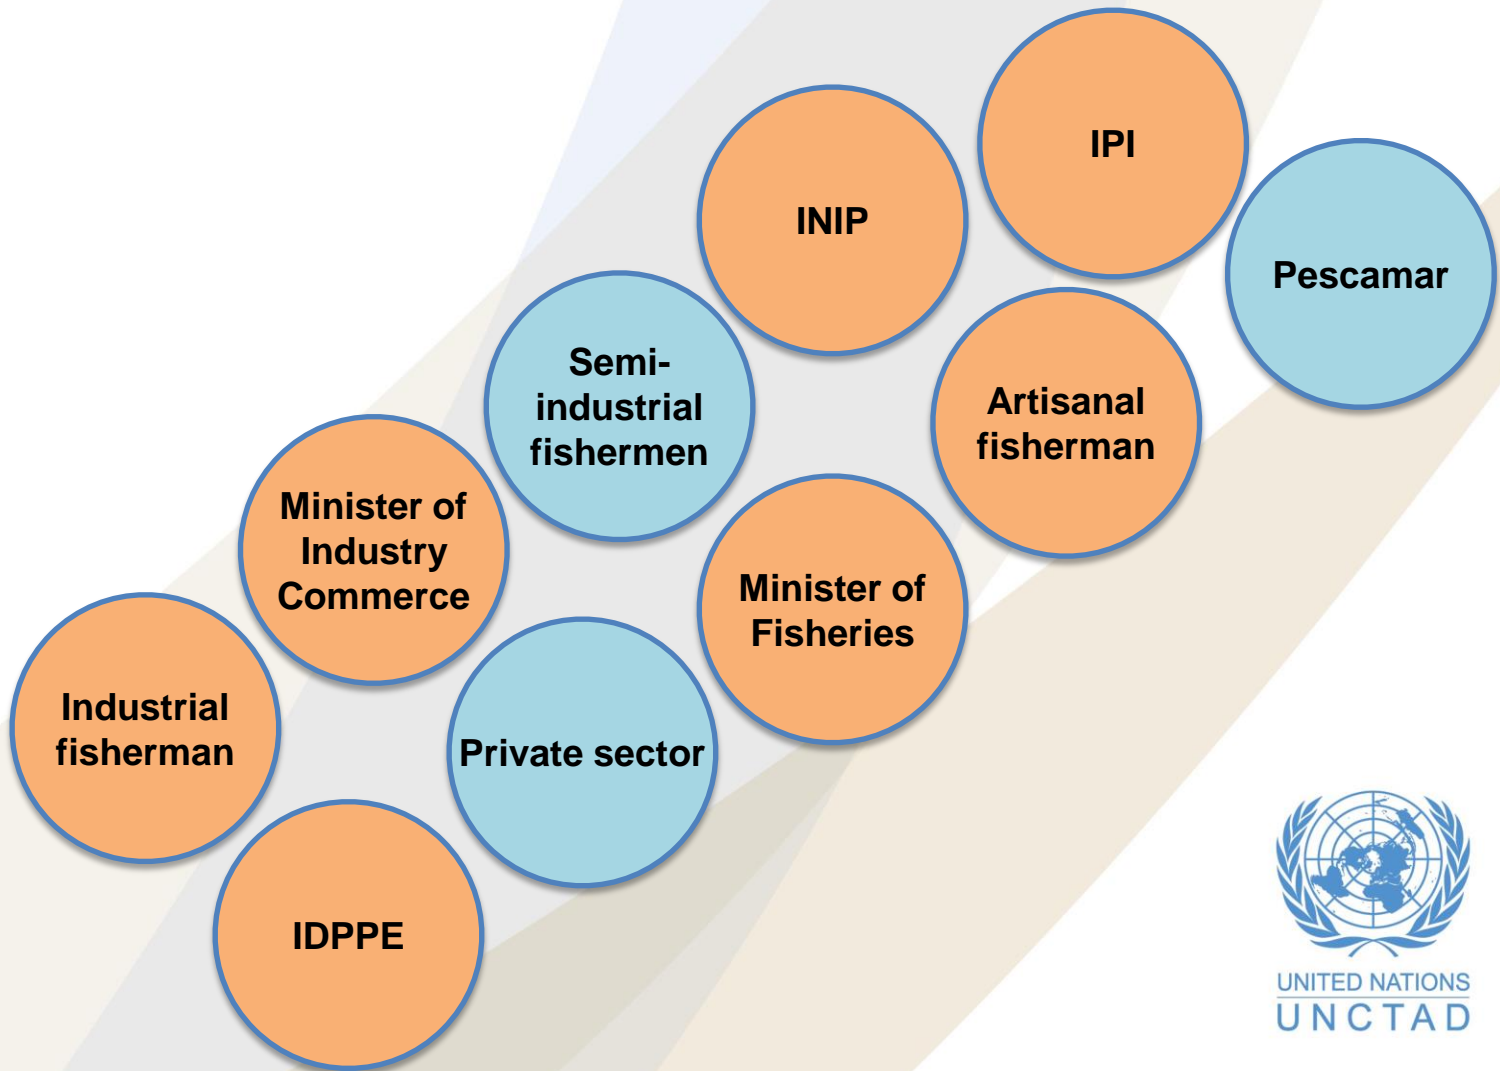 IPI
INIP
Pescamar
Semi-
industrial
fishermen
Artisanal
fisherman
Minister of
Industry
Commerce
Minister of
Fisheries
Industrial
fisherman
Private sector
IDPPE
UNITED NATIONS
UNCTAD